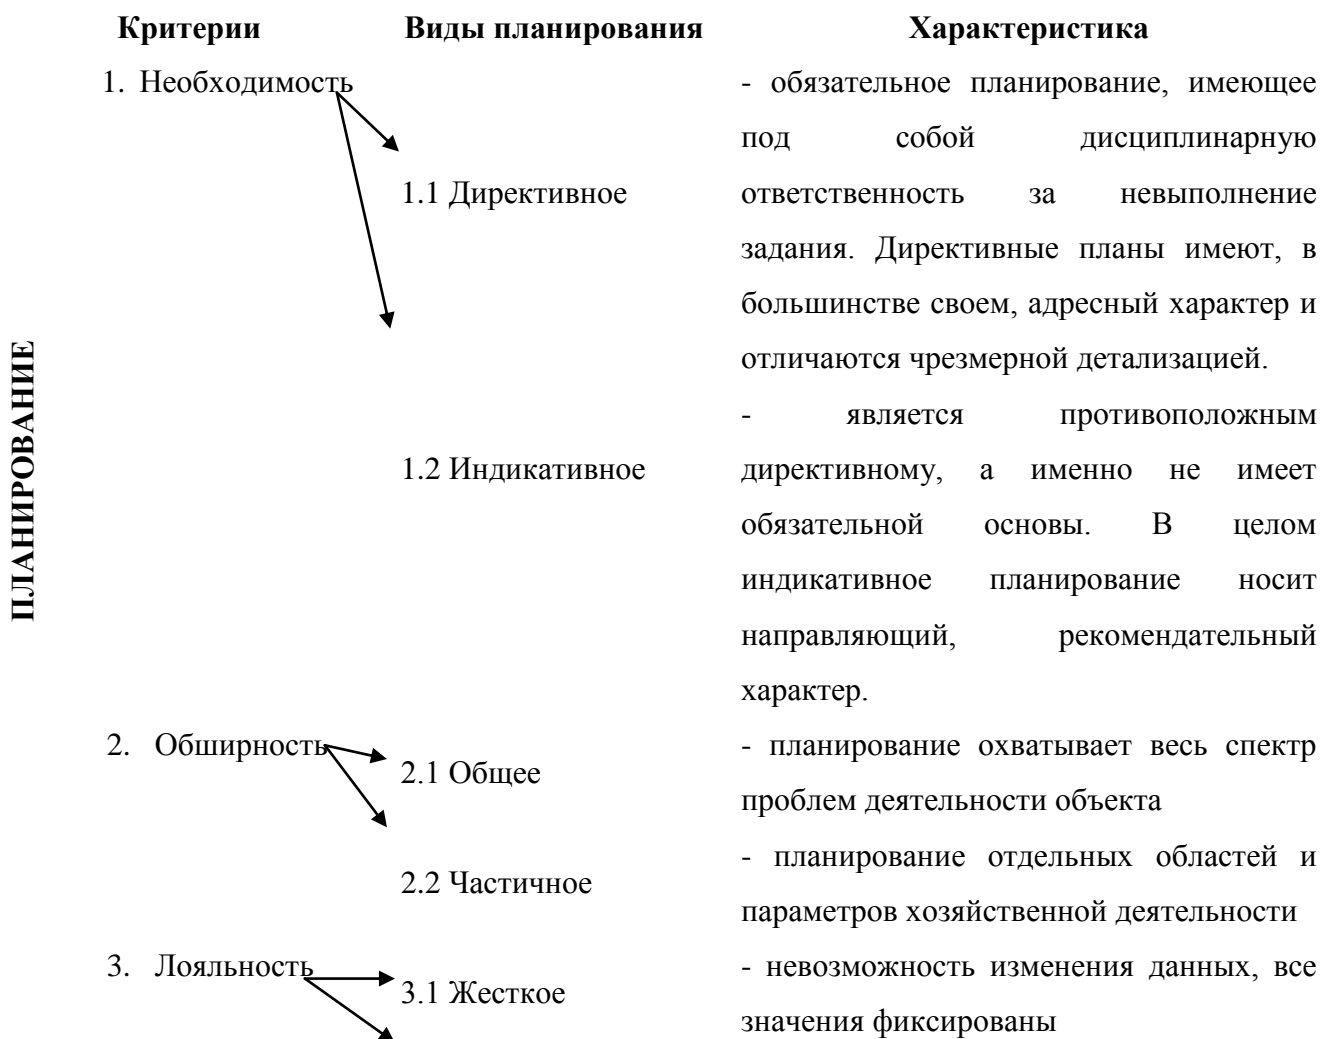 Критерии Виды планирования Характеристика
1. Необходимость - обязательное планирование, имеющее
под собой дисциплинарную
1.1 Директивное ответственность за невыполнение
задания. Директивные планы имеют, в
большинстве своем, адресный характер и
отличаются чрезмерной детализацией.
- является противоположным
1.2 Индикативное директивному, а именно не имеет
обязательной основы. В целом
индикативное планирование носит
направляющий, рекомендательный
характер.
2. Обширность - планирование охватывает весь спектр
2.1 Общее проблем деятельности объекта
- планирование отдельных областей и
2.2 Частичное параметров хозяйственной деятельности
3. Лояльность - невозможность изменения данных, все
3.1 Жесткое значения фиксированы
ПЛАНИРОВАНИЕ